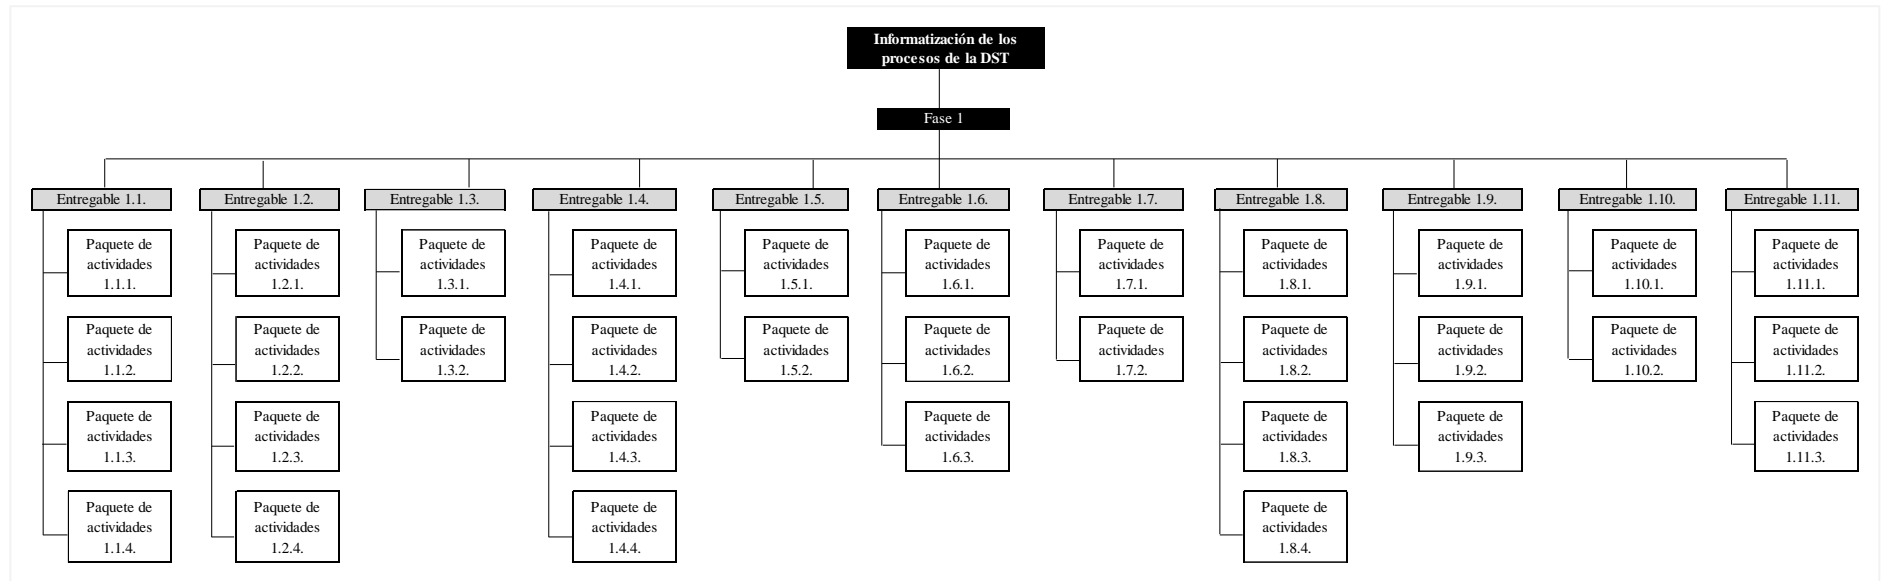 Informatización de los
procesos de la DST
Fase 1
Entregable 1.1.
Paquete de
actividades
1.1.1.
Paquete de
actividades
1.1.2.
Paquete de
actividades
1.1.3.
Paquete de
actividades
1.1.4.
Entregable 1.2.
Paquete de
actividades
1.2.1.
Paquete de
actividades
1.2.2.
Paquete de
actividades
1.2.3.
Paquete de
actividades
1.2.4.
Entregable 1.3.
Paquete de
actividades
1.3.1.
Paquete de
actividades
1.3.2.
Entregable 1.4.
Paquete de
actividades
1.4.1.
Paquete de
actividades
1.4.2.
Paquete de
actividades
1.4.3.
Paquete de
actividades
1.4.4.
Entregable 1.5.
Paquete de
actividades
1.5.1.
Paquete de
actividades
1.5.2.
Entregable 1.6.
Paquete de
actividades
1.6.1.
Paquete de
actividades
1.6.2.
Paquete de
actividades
1.6.3.
Entregable 1.7.
Paquete de
actividades
1.7.1.
Paquete de
actividades
1.7.2.
Entregable 1.8.
Paquete de
actividades
1.8.1.
Paquete de
actividades
1.8.2.
Paquete de
actividades
1.8.3.
Paquete de
actividades
1.8.4.
Entregable 1.9.
Paquete de
actividades
1.9.1.
Paquete de
actividades
1.9.2.
Paquete de
actividades
1.9.3.
Entregable 1.10.
Paquete de
actividades
1.10.1.
Paquete de
actividades
1.10.2.
Entregable 1.11.
Paquete de
actividades
1.11.1.
Paquete de
actividades
1.11.2.
Paquete de
actividades
1.11.3.